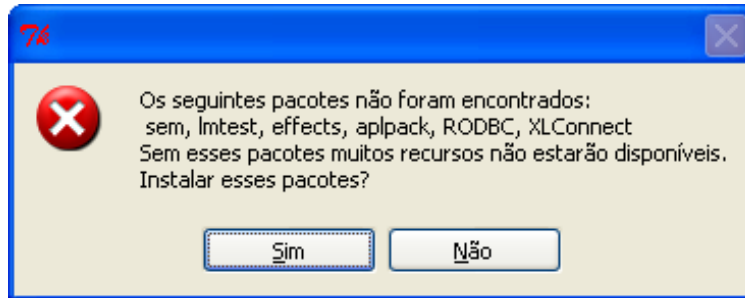 7k
Os seguintes pacotes não foram encontrados:
sem, lmtest, effects, aplpack, RODBC, XLConnect
Sem esses pacotes muitos recursos não estarão disponíveis.
Instalar esses pacotes?
Sim Não